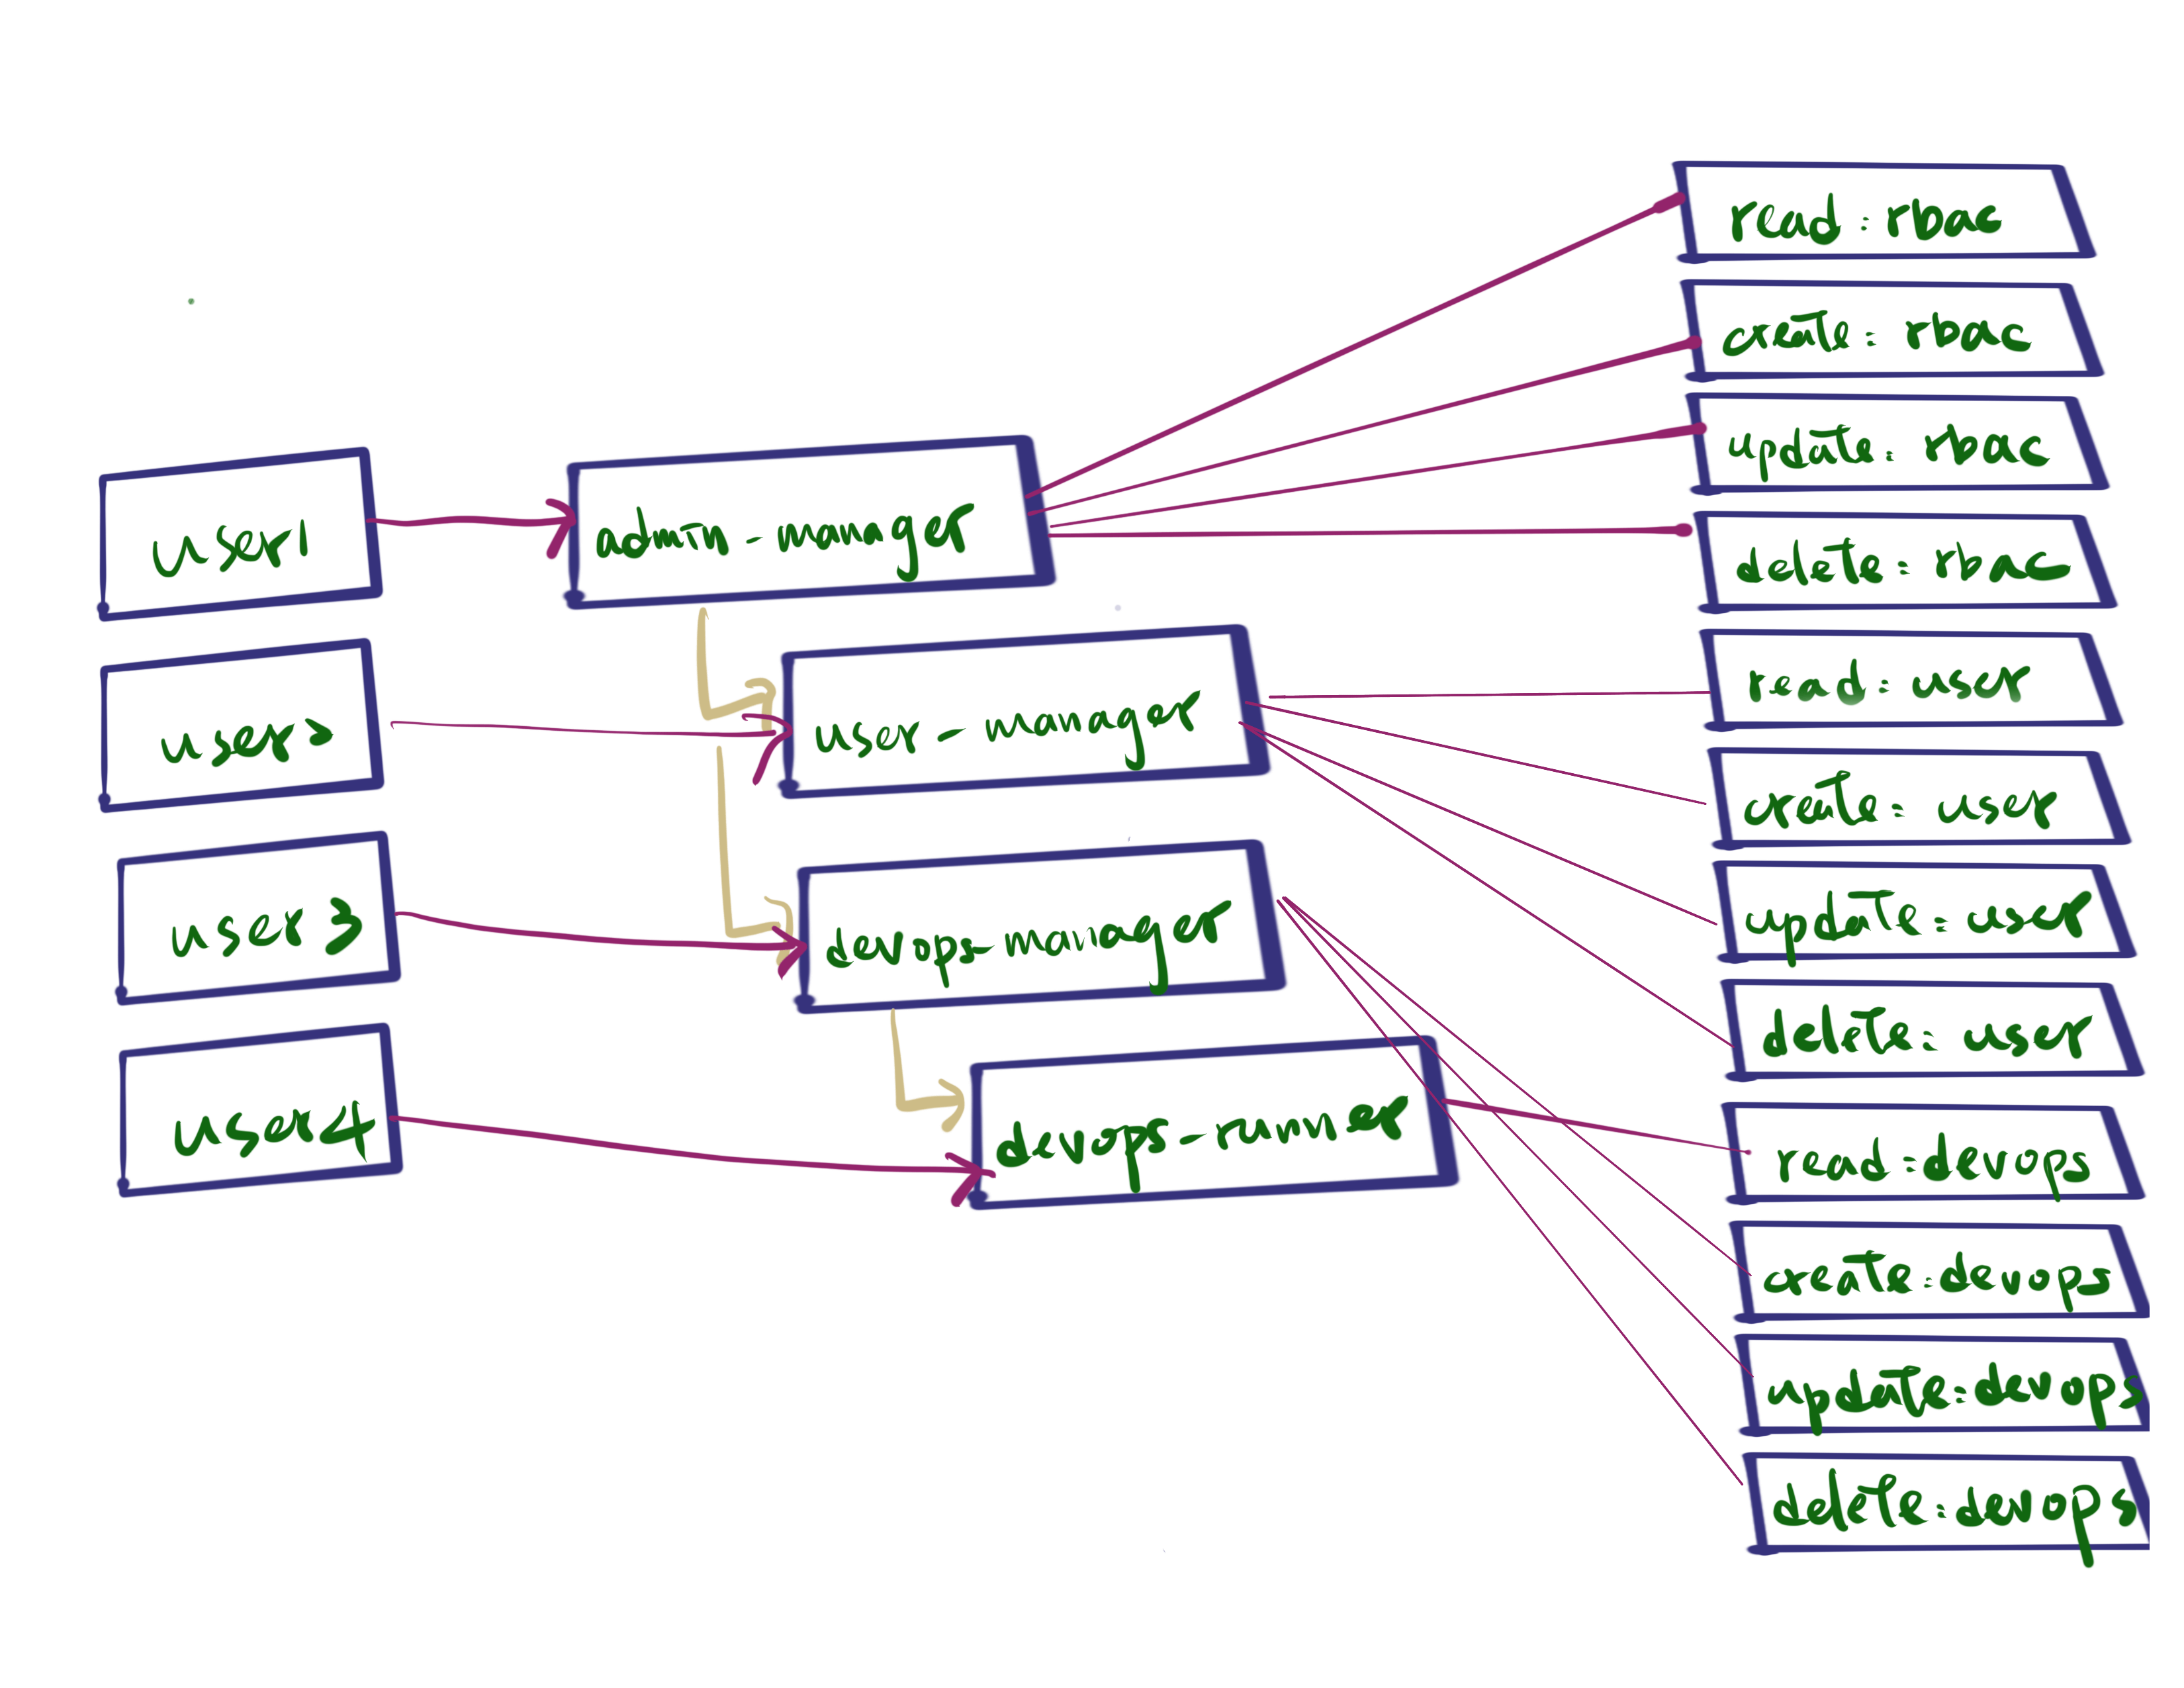 user1
user2
user3
user4
admin-manager
user-manager
devops-manager
devops-runner
read: rbac
create: rbac
update: rbac
delete: rbac
read: user
create: user
update: user
delete: user
read:devops
create:devops
update:devops
delete:devops